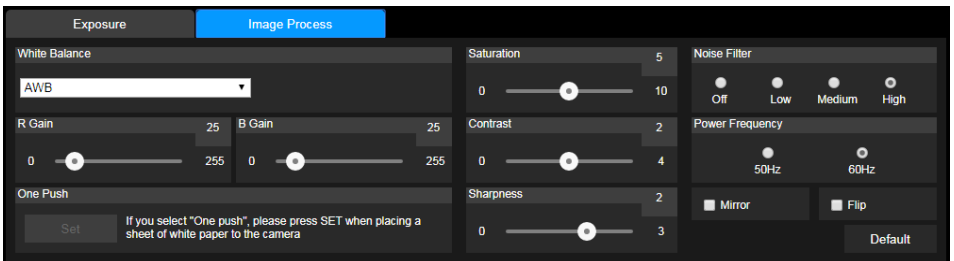 Exposure
Image Process
White Balance
AWB
R Gain
25
0
255
B Gain
25
0
255
One Push
Set
If you select "One push", please press SET when placing a
sheet of white paper to the camera
Saturation
5
0
10
Contrast
2
0
4
Sharpness
2
0
3
Noise Filter
Off
Low
Medium
High
Power Frequency
50Hz
60Hz
Mirror
Flip
Default